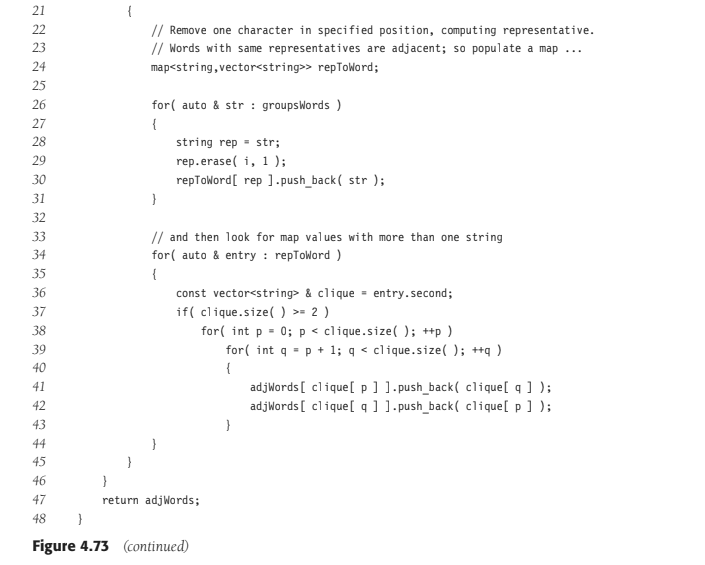 21 {
22 // Remove one character in specified position, computing representative.
23 // Words with same representatives are adjacent; so populate a map ...
24 map<string,vector<string>> repToWord;
25
26 for( auto & str : groupsWords )
27 {
28 string rep = str;
29 rep.erase( i, 1 );
30 repToWord[ rep ].push_back( str );
31 }
32
33 // and then look for map values with more than one string
34 for( auto & entry : repToWord )
35 {
36 const vector<string> & clique = entry.second;
37 if( clique.size( ) >= 2 )
38 for( int p = 0; p < clique.size( ); ++p )
39 for( int q = p + 1; q < clique.size( ); ++q )
40 {
41 adjWords[ clique[ p ] ].push_back( clique[ q ] );
42 adjWords[ clique[ q ] ].push_back( clique[ p ] );
43 }
44 }
45 }
46 }
47 return adjWords;
48 }
Figure 4.73 (continued)